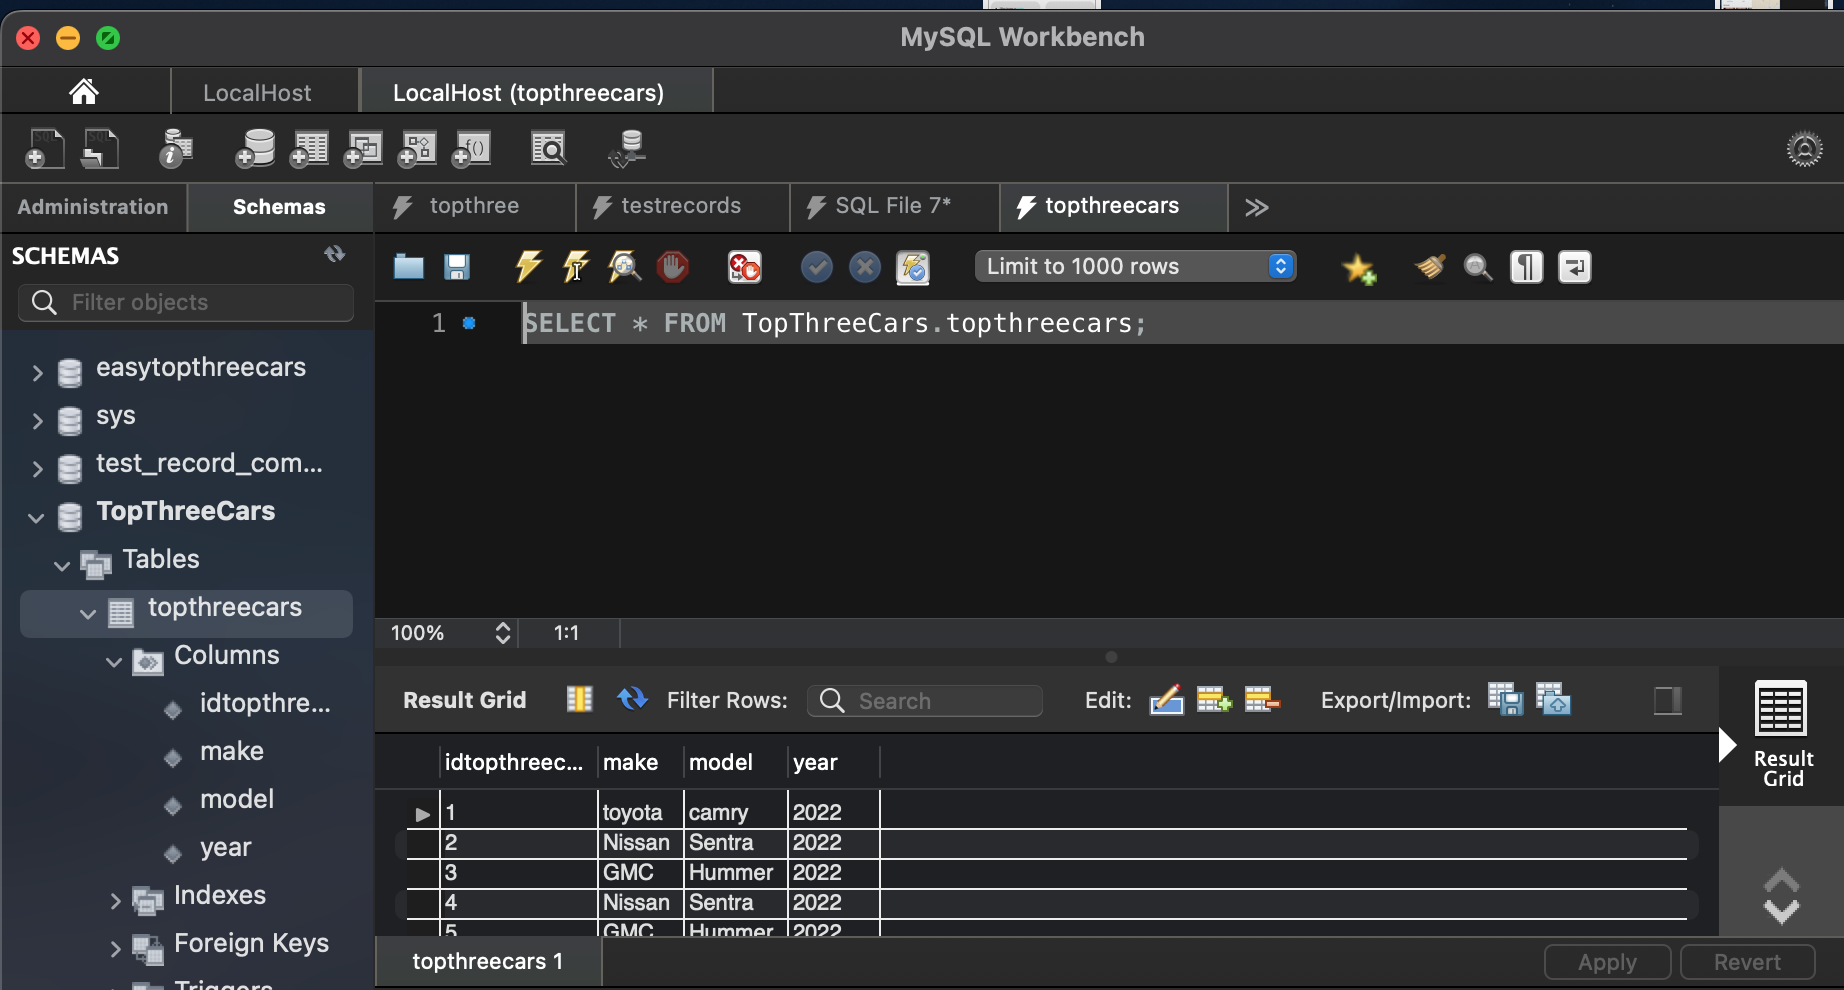 MySQL Workbench
LocalHost
LocalHost (topthreecars)
Administration
Schemas
topthree
testrecords
SQL File 7*
topthreecars
SCHEMAS
Filter objects
Limit to 1000 rows
1
SELECT * FROM TopThreeCars.topthreecars;
easytopthreecars
sys
test_record_com...
TopThreeCars
Tables
topthreecars
Columns
idtopthre...
make
model
year
Indexes
Foreign Keys
Triggers
100%
1:1
Result Grid
Filter Rows:
Search
Edit:
Export/Import:
Result
Grid
idtopthreec... make model year
1 toyota camry 2022
2 Nissan Sentra 2022
3 GMC Hummer 2022
4 Nissan Sentra 2022
5 GMC Hummer 2022
topthreecars 1
Apply
Revert